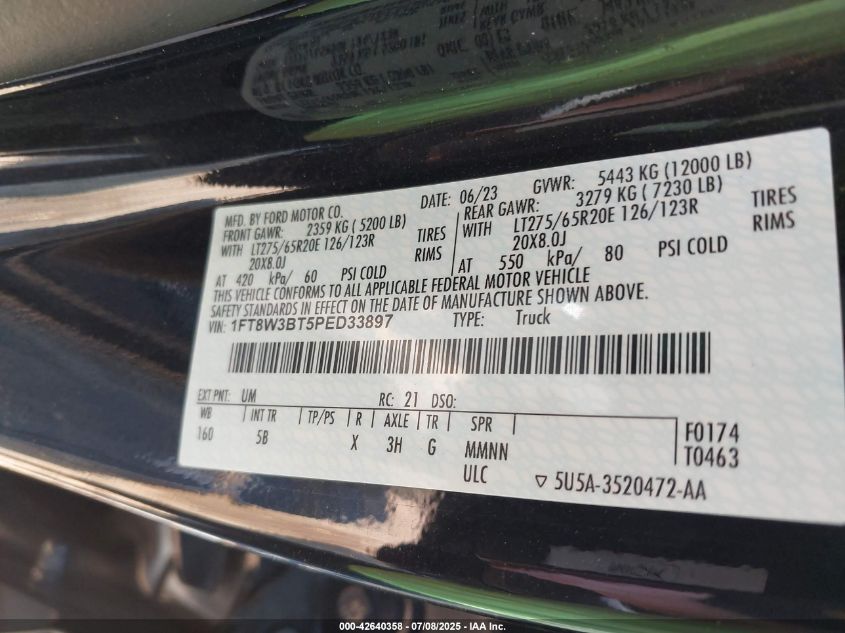 MFD. BY FORD MOTOR CO.
DATE: 06/23 GVWR: 5443 KG (12000 LB)
FRONT GAWR: 2359 KG ( 5200 LB) REAR GAWR: 3279 KG ( 7230 LB)
WITH LT275/65R20E 126/123R TIRES WITH LT275/65R20E 126/123R TIRES
20X8.0J RIMS 20X8.0J RIMS
AT 420 kPa/ 60 PSI COLD AT 550 kPa/ 80 PSI COLD
THIS VEHICLE CONFORMS TO ALL APPLICABLE FEDERAL MOTOR VEHICLE
SAFETY STANDARDS IN EFFECT ON THE DATE OF MANUFACTURE SHOWN ABOVE.
VIN: 1FT8W3BT5PED33897 TYPE: Truck
EXT PNT: UM RC: 21 DSO:
WB INT TR TP/PS R AXLE TR SPR
160 5B X 3H G MMNN F0174
ULC T0463
5U5A-3520472-AA
000-42640358 - 07/08/2025 - IAA Inc.